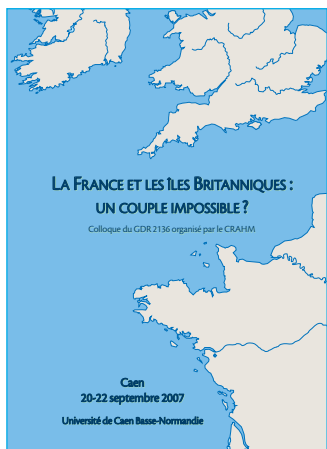 LA FRANCE ET LES ÎLES BRITANNIQUES :
UN COUPLE IMPOSSIBLE ?
Colloque du GDR 2136 organisé par le CRAHM
Caen
20-22 septembre 2007
Université de Caen Basse-Normandie